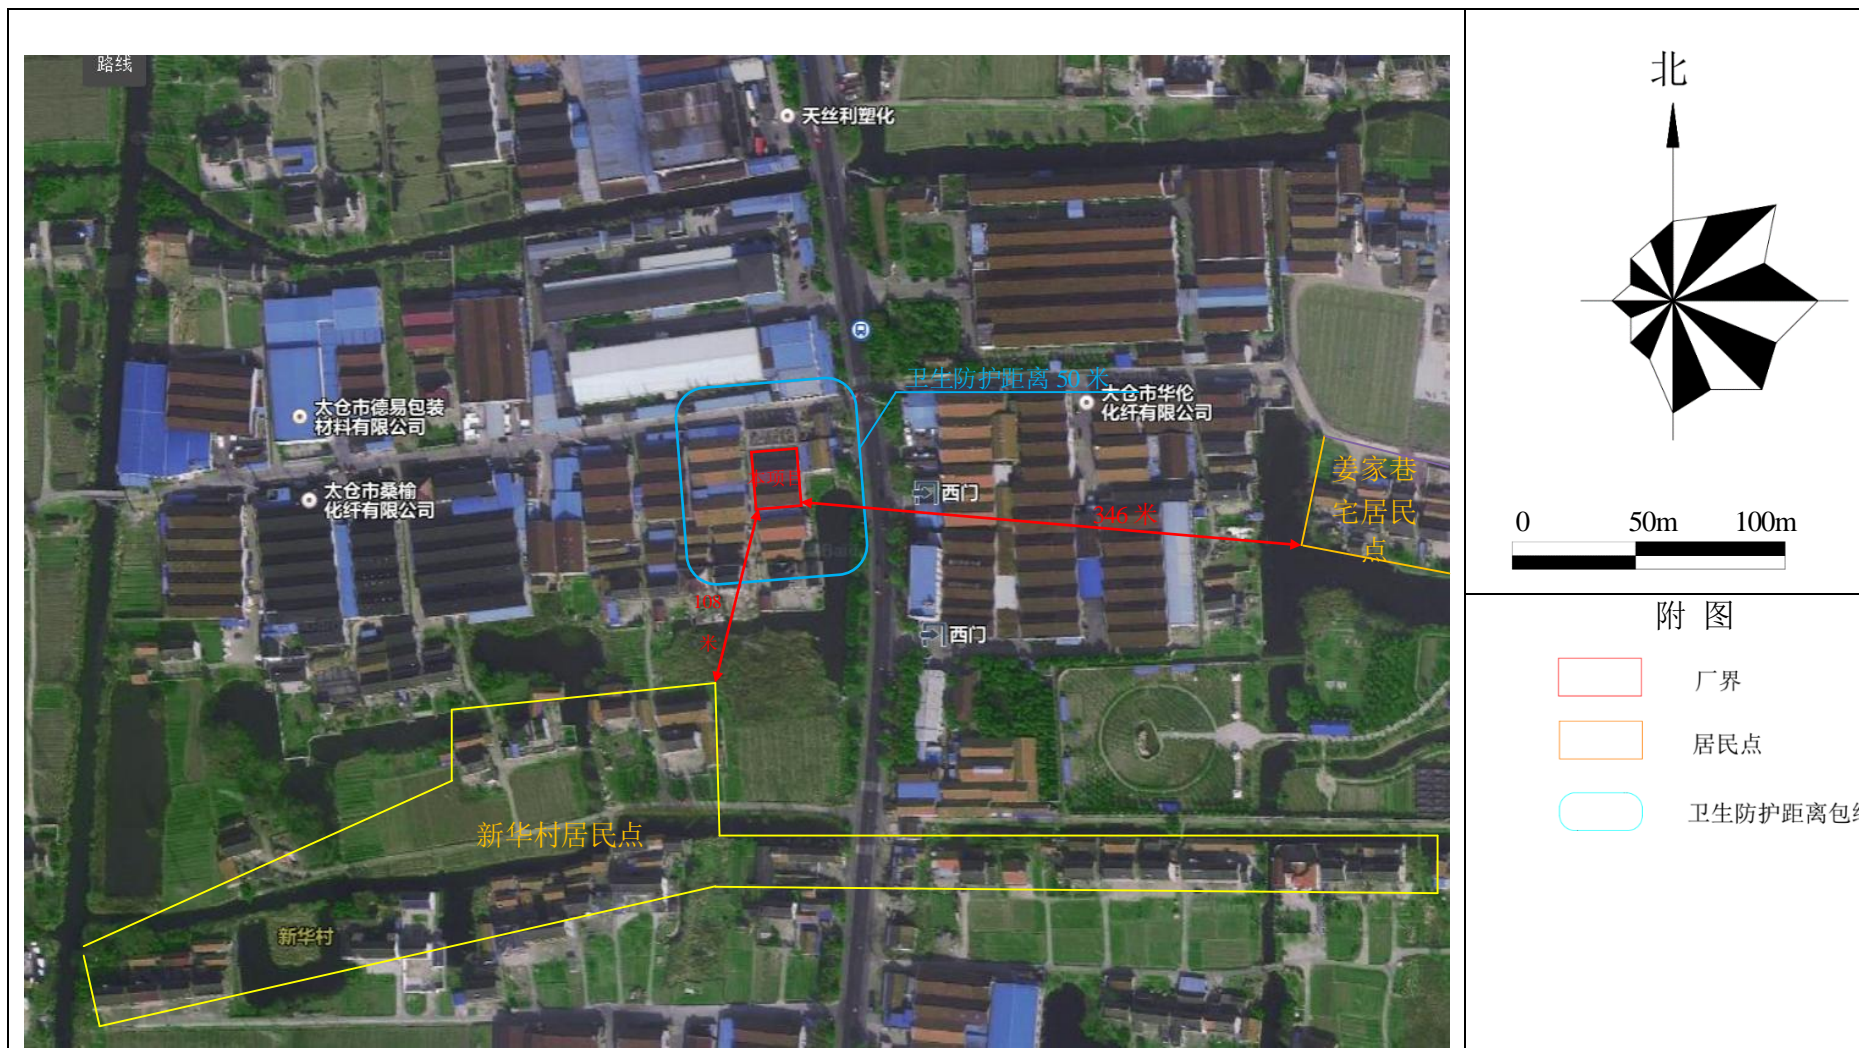 路线
天丝利塑化
卫生防护距离 50 米
太仓市德易包装
材料有限公司
太仓市华伦
化纤有限公司
太仓市桑榆
化纤有限公司
本项目
西门
346 米
姜家巷
宅居民
点
108
米
西门
新华村居民点
新华村
北
0 50m 100m
附 图
厂界
居民点
卫生防护距离包